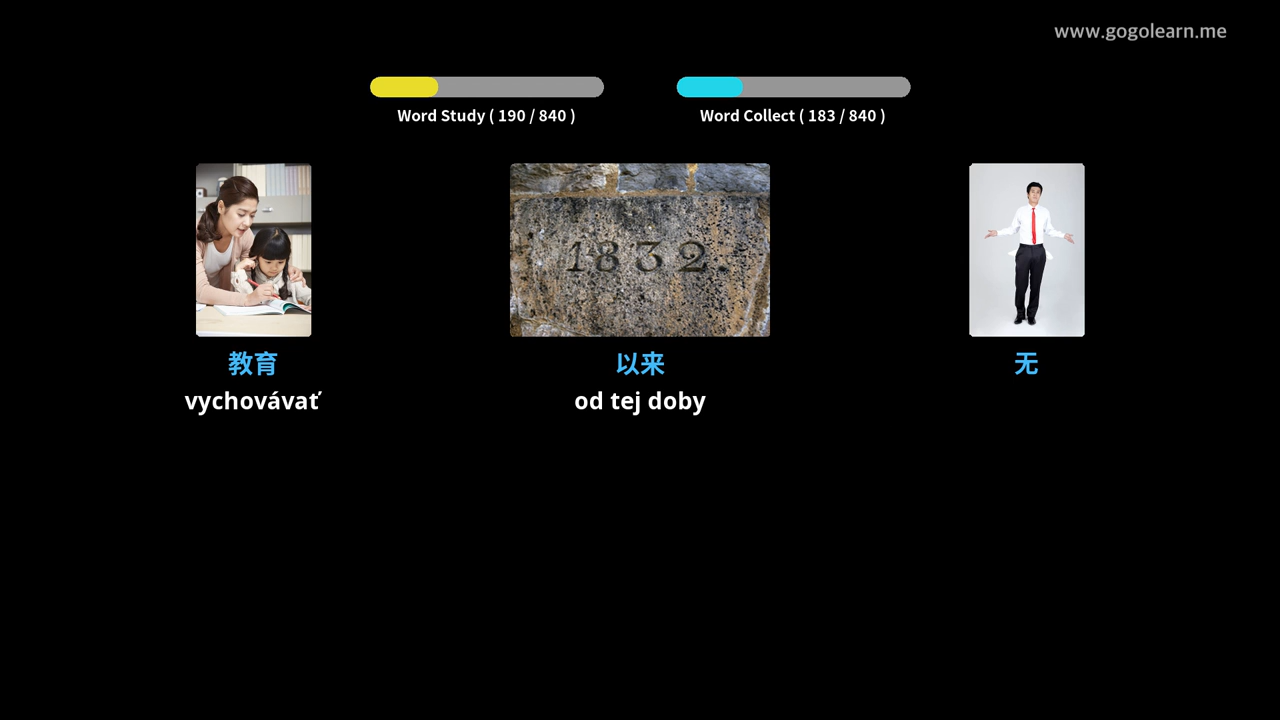 www.gogolearn.me
Word Study ( 190 / 840 )
Word Collect ( 183 / 840 )
1832.
教育
以来
无
vychovávať
od tej doby